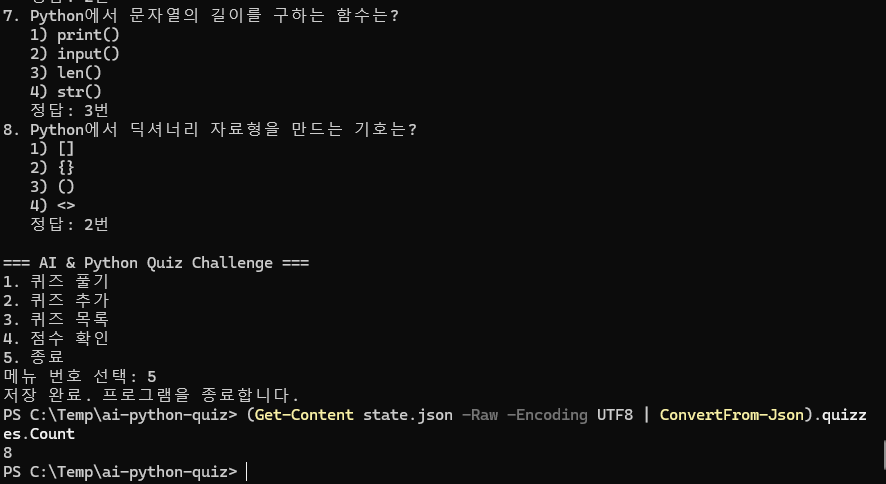 7. Python에서 문자열의 길이를 구하는 함수는?
1) print()
2) input()
3) len()
4) str()
정답: 3번
8. Python에서 딕셔너리 자료형을 만드는 기호는?
1) []
2) {}
3) ()
4) <>
정답: 2번
=== AI & Python Quiz Challenge ===
1. 퀴즈 풀기
2. 퀴즈 추가
3. 퀴즈 목록
4. 점수 확인
5. 종료
메뉴 번호 선택: 5
저장 완료. 프로그램을 종료합니다.
PS C:\Temp\ai-python-quiz> (Get-Content state.json -Raw -Encoding UTF8 | ConvertFrom-Json).quizz
es.Count
8
PS C:\Temp\ai-python-quiz>